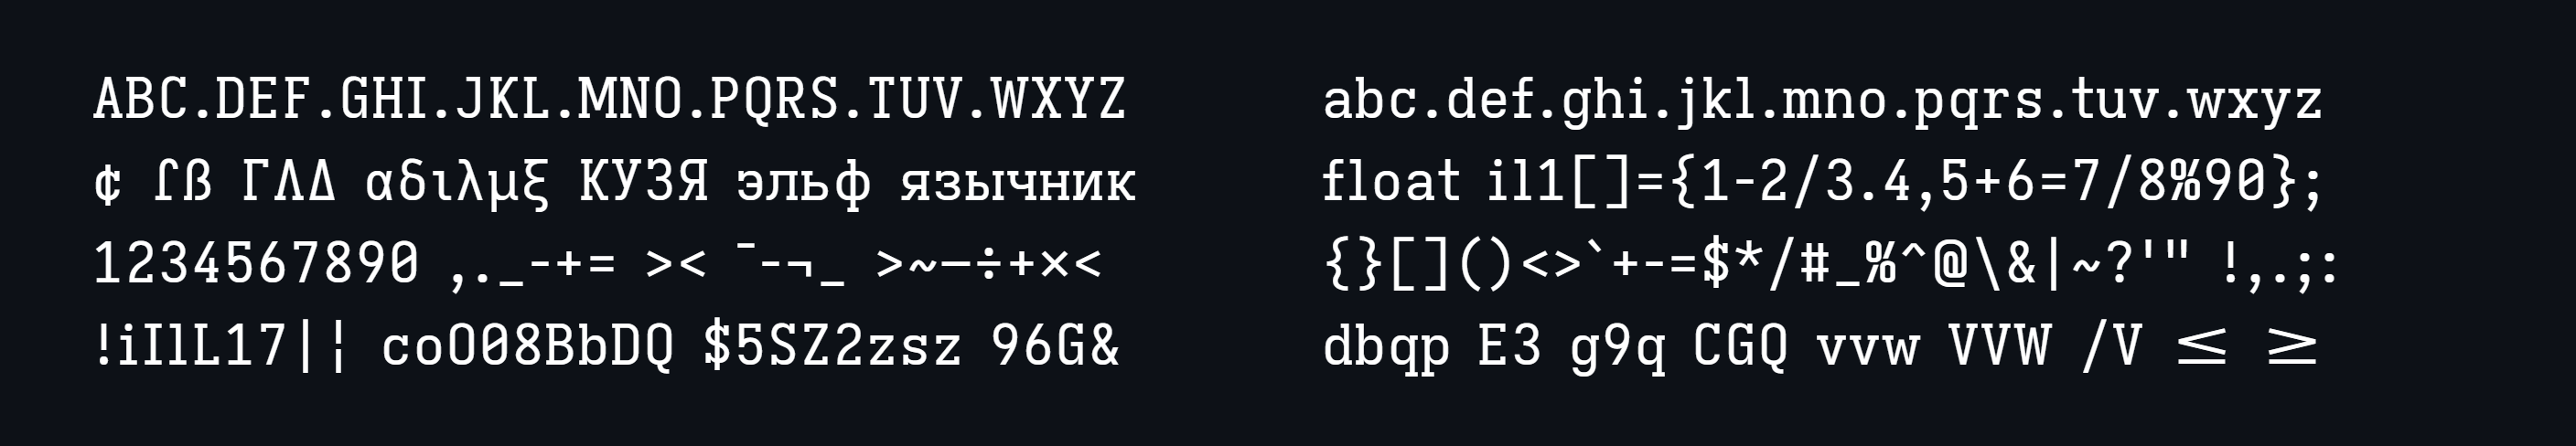 ABC.DEF.GHI.JKL.MNO.PQRS.TUV.WXYZ
¢ ſß ΓΛΔ αδιλμξ КУЗЯ эльф язычник
1234567890 ,._-+= >< ¯-¬_ >~–÷+×<
!iIlL17|¦ coO08BbDQ $5SZ2zsz 96G&
abc.def.ghi.jkl.mno.pqrs.tuv.wxyz
float il1[]={1-2/3.4,5+6=7/8%90};
{}[]()<>`+-=$*/#_%^@\&|~?'" !,.;:
dbqp E3 g9q CGQ vvw VVW /V ≤ ≥